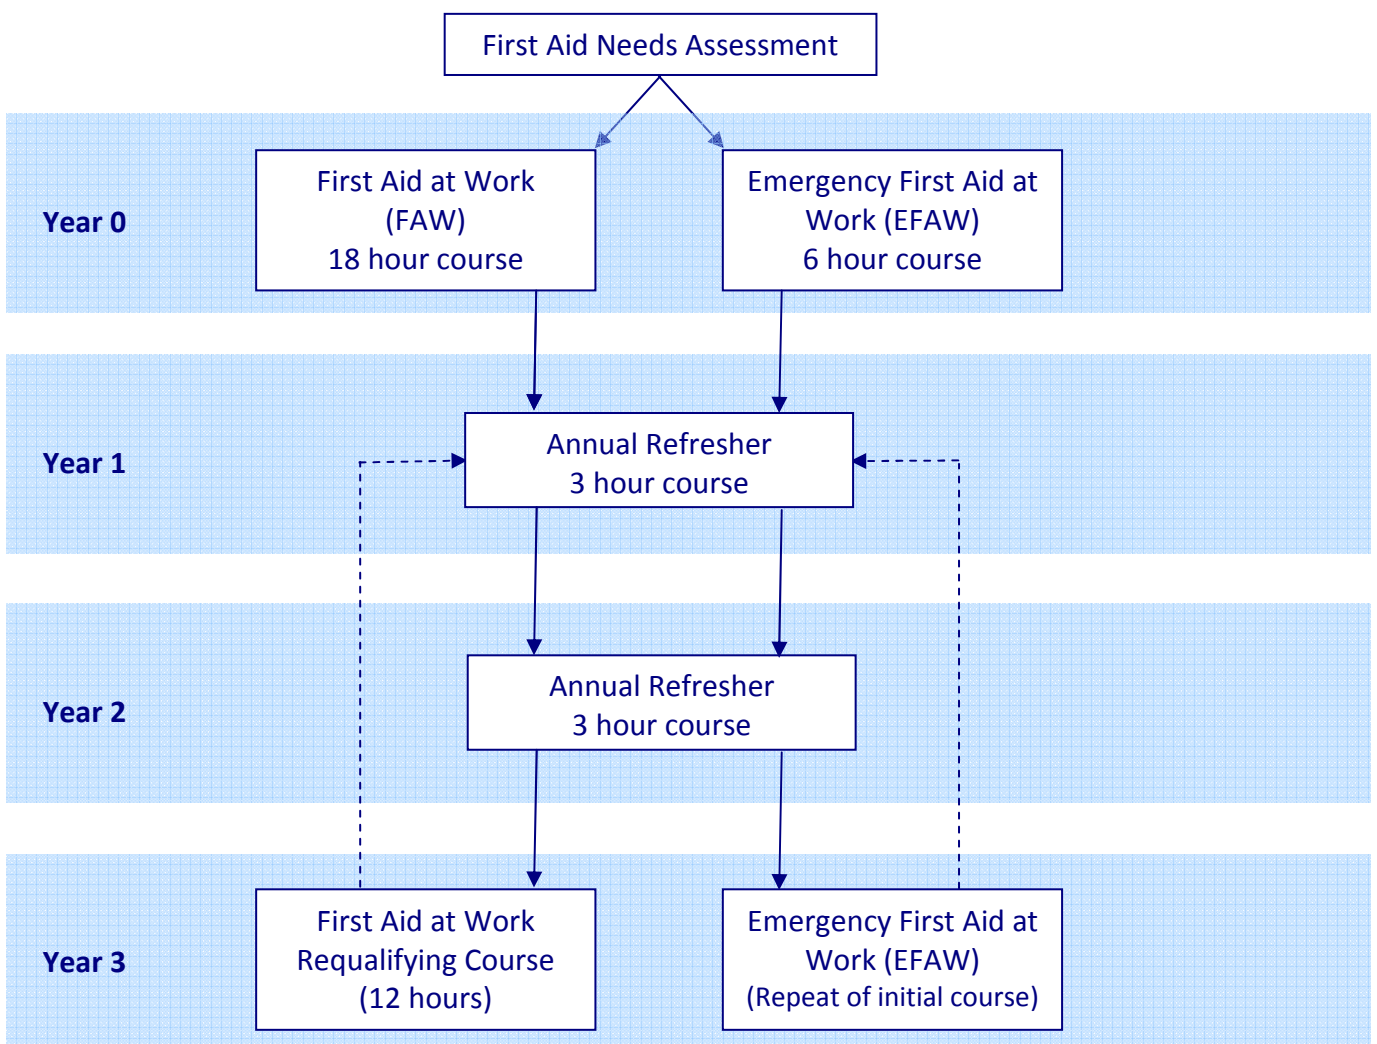 First Aid Needs Assessment
Year 0
First Aid at Work
(FAW)
18 hour course
Emergency First Aid at
Work (EFAW)
6 hour course
Year 1
Annual Refresher
3 hour course
Year 2
Annual Refresher
3 hour course
Year 3
First Aid at Work
Requalifying Course
(12 hours)
Emergency First Aid at
Work (EFAW)
(Repeat of initial course)